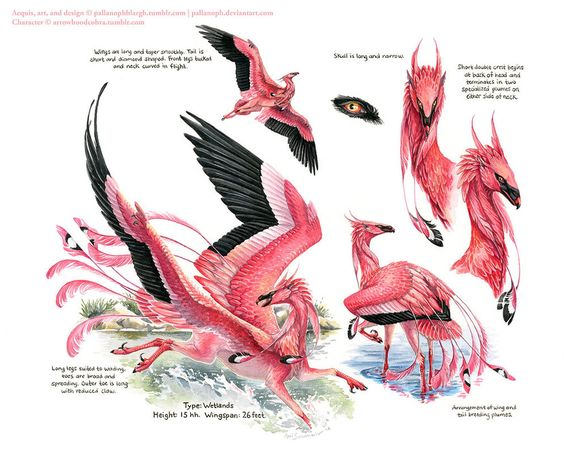 Acquis, art, and design © pallanophblargh.tumblr.com | pallanoph.deviantart.com
Character © arrowhoodcobra.tumblr.com
Wings are long and taper smoothly. Tail is
short and diamond shaped. Front legs tucked
and neck curved in flight.
Skull is long and narrow.
Short double crest begins
at back of head and
terminates in two
specialized plumes on
either side of neck.
Long legs suited to wading,
toes are broad and
spreading. Outer toe is long
with reduced claw.
Type: Wetlands
Height: 15 hh. Wingspan: 26 feet
Arrangement of wing and
tail breeding plumes.